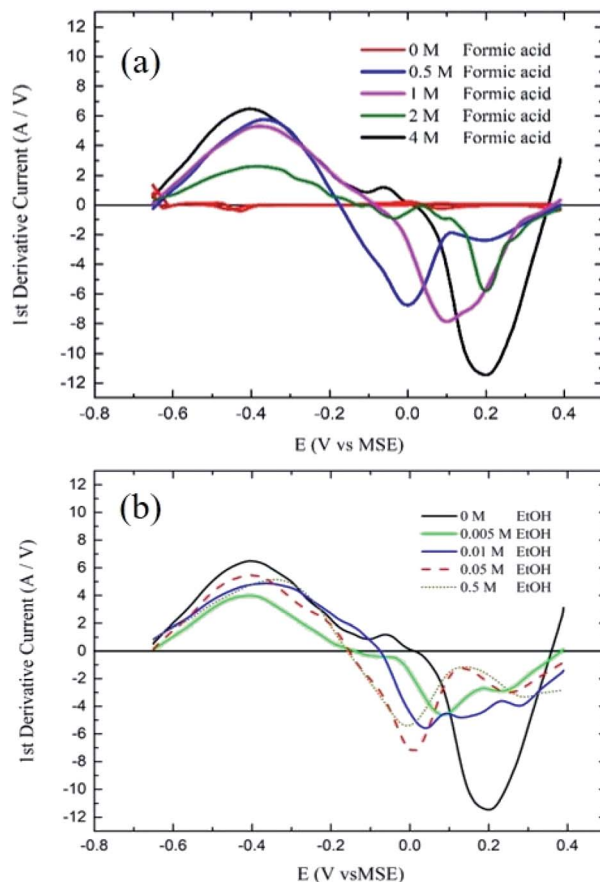 (a)
0 M Formic acid
0.5 M Formic acid
1 M Formic acid
2 M Formic acid
4 M Formic acid
1st Derivative Current (A / V)
12
10
8
6
4
2
0
-2
-4
-6
-8
-10
-12
-0.8 -0.6 -0.4 -0.2 0.0 0.2 0.4
E (V vs MSE)
(b)
0 M EtOH
0.005 M EtOH
0.01 M EtOH
0.05 M EtOH
0.5 M EtOH
1st Derivative Current (A / V)
12
10
8
6
4
2
0
-2
-4
-6
-8
-10
-12
-0.8 -0.6 -0.4 -0.2 0.0 0.2 0.4
E (V vsMSE)